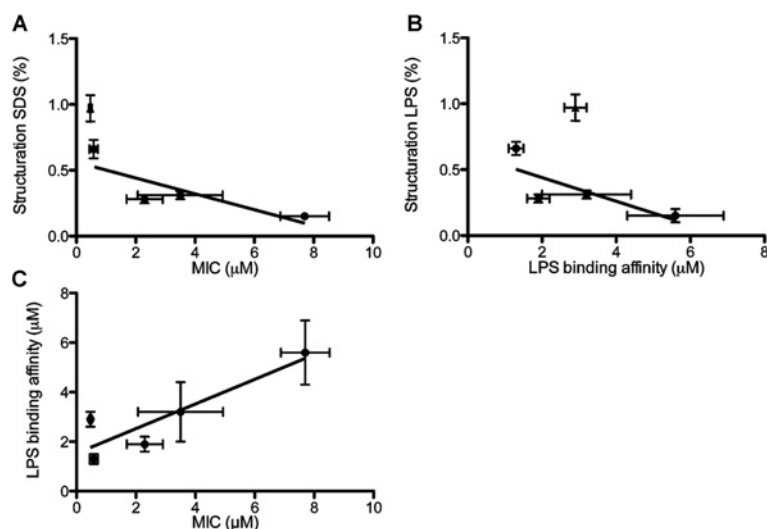 A
Structuration SDS (%)
1.5
1.0
0.5
0.0
0 2 4 6 8 10
MIC (µM)
B
Structuration LPS (%)
1.5
1.0
0.5
0.0
0 2 4 6 8
LPS binding affinity (µM)
C
LPS binding affinity (µM)
8
6
4
2
0
0 2 4 6 8 10
MIC (µM)